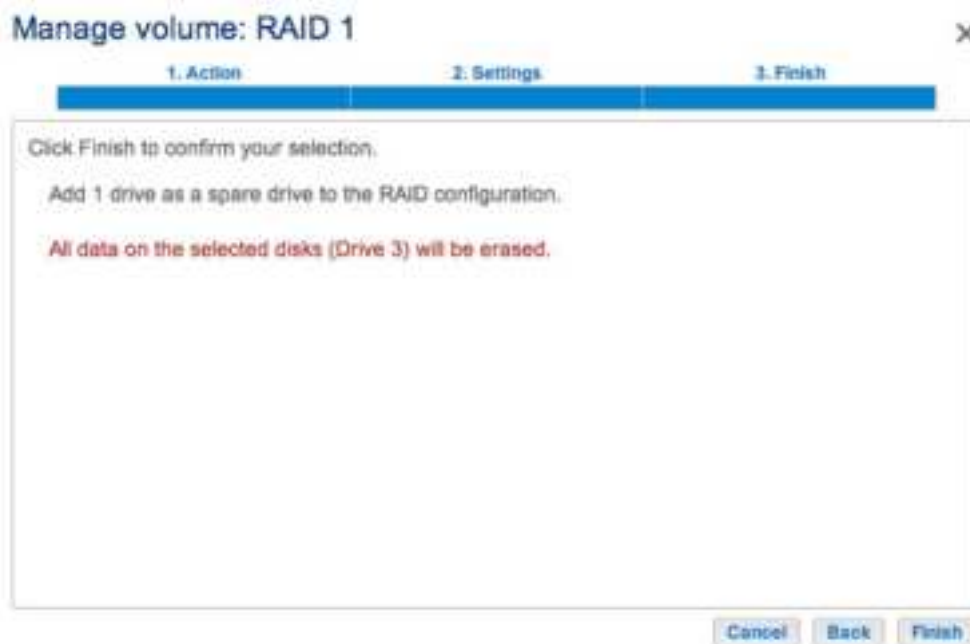 Manage volume: RAID 1
1. Action 2. Settings 3. Finish
Click Finish to confirm your selection.
Add 1 drive as a spare drive to the RAID configuration.
All data on the selected disks (Drive 3) will be erased.
Cancel Back Finish